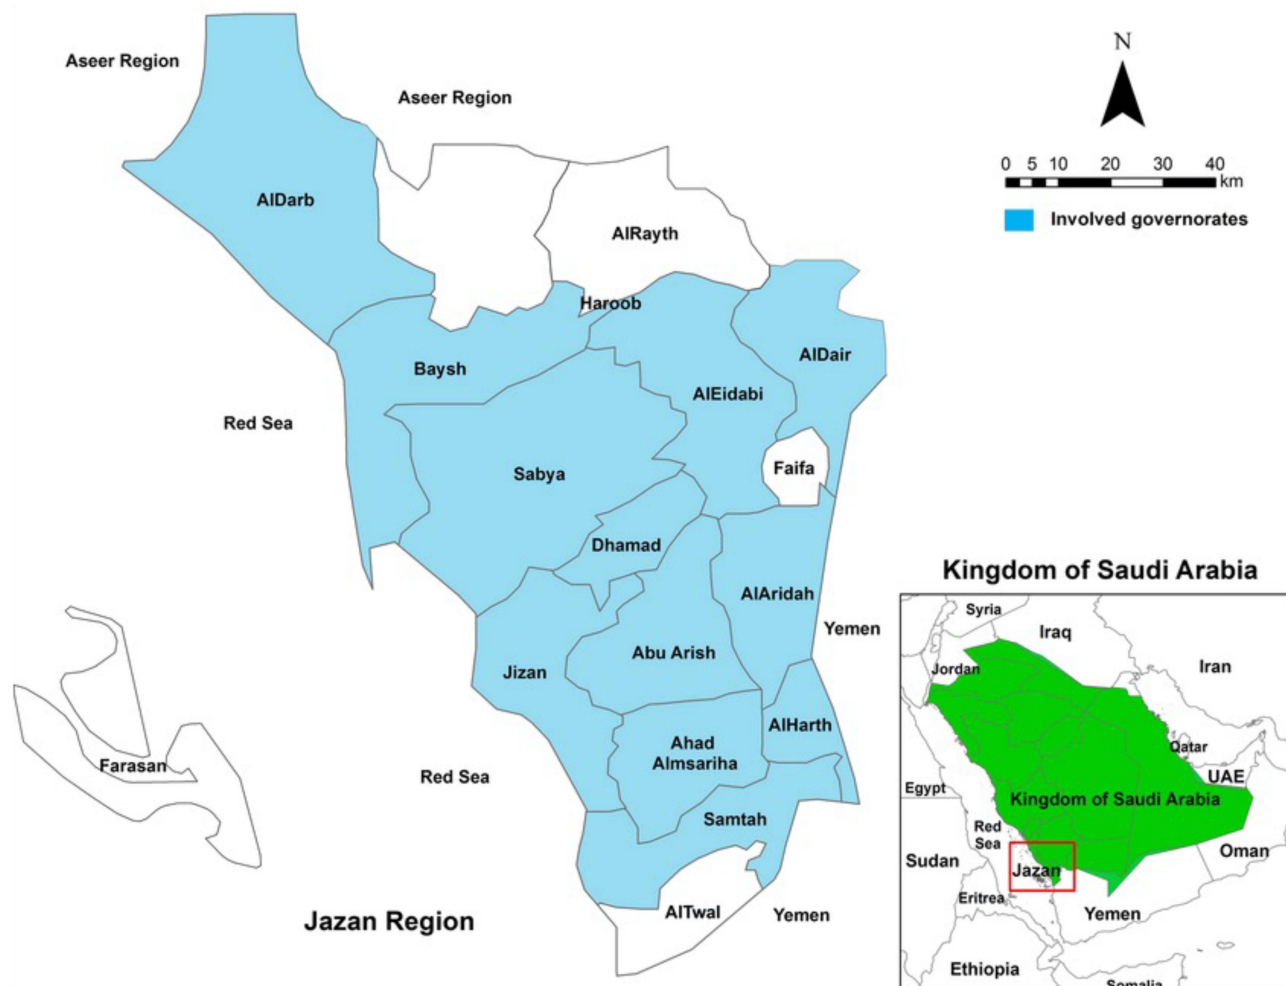 Aseer Region
Aseer Region
N
0 5 10 20 30 40
km
Involved governorates
AlDarb
AlRayth
Haroob
AlDair
Baysh
AlEidabi
Red Sea
Faifa
Sabya
Dhamad
AlAridah
Yemen
Abu Arish
Jizan
AlHarth
Ahad
Almsariha
Farasan
Red Sea
Samtah
AlTwal
Yemen
Jazan Region
Kingdom of Saudi Arabia
Syria
Iraq
Iran
Jordan
Qatar
UAE
Egypt
Kingdom of Saudi Arabia
Red
Sea
Oman
Sudan
Jazan
Eritrea
Yemen
Ethiopia
Somalia